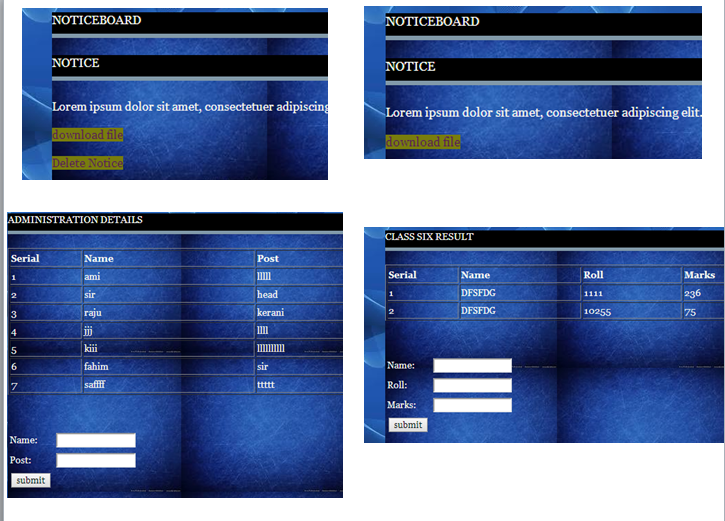 NOTICEBOARD
NOTICE
Lorem ipsum dolor sit amet, consectetuer adipiscing
download file
Delete Notice
NOTICEBOARD
NOTICE
Lorem ipsum dolor sit amet, consectetuer adipiscing elit.
download file
ADMINISTRATION DETAILS
Serial Name Post
1 ami lllll
2 sir head
3 raju kerani
4 jjj llll
5 kiii llllllllll
6 fahim sir
7 saffff ttttt
Name:
Post:
submit
CLASS SIX RESULT
Serial Name Roll Marks
1 DFSFDG 1111 236
2 DFSFDG 10255 75
Name:
Roll:
Marks:
submit